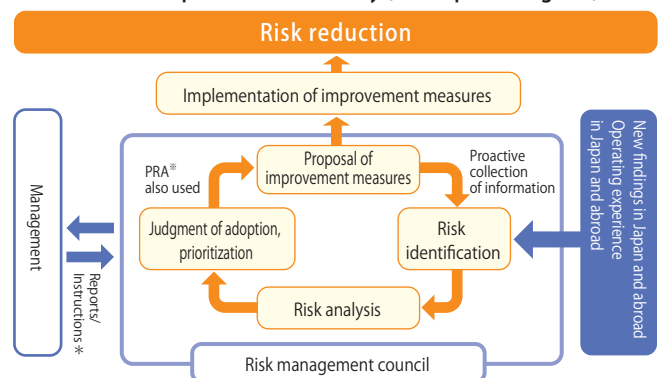 Risk reduction
Implementation of improvement measures
Proposal of
improvement measures
PRA※
also used
Proactive
collection
of information
Judgment of adoption,
prioritization
Risk
identification
Risk analysis
Risk management council
Management
Reports/
Instructions *
New findings in Japan and abroad
Operating experience
in Japan and abroad